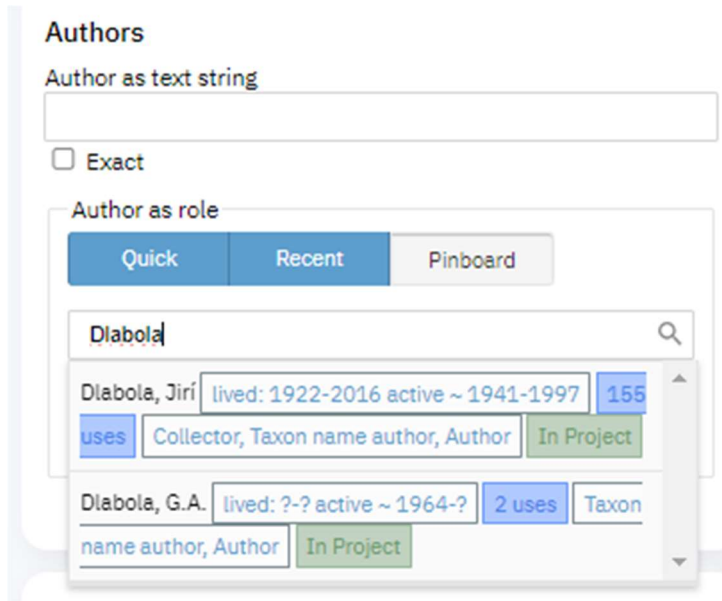 Authors
Author as text string
Exact
Author as role
Quick Recent Pinboard
Dlabola
Dlabola, Jirí lived: 1922-2016 active ~ 1941-1997 155
uses Collector, Taxon name author, Author In Project
Dlabola, G.A. lived: ?-? active ~ 1964-? 2 uses Taxon
name author, Author In Project